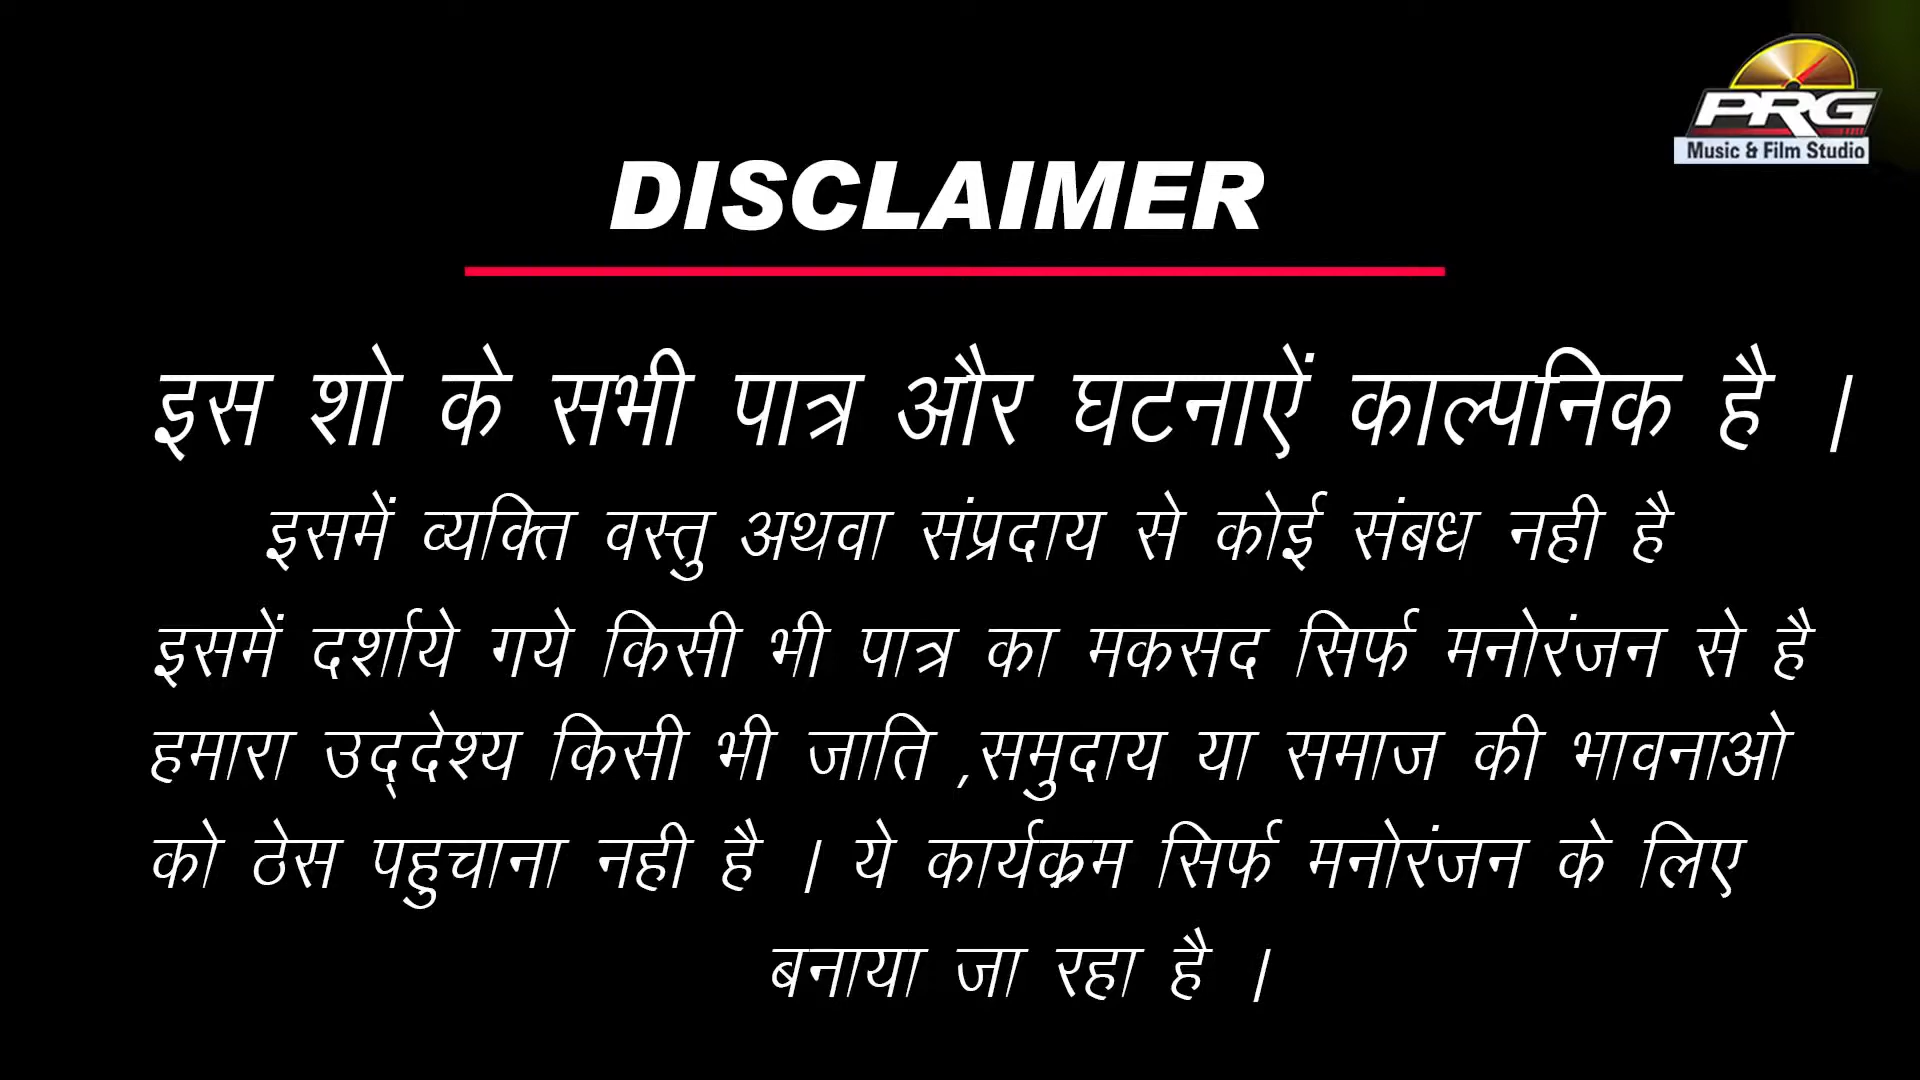 PRG
Music & Film Studio
DISCLAIMER
इस शो के सभी पात्र और घटनाऐं काल्पनिक है ।
इसमें व्यक्ति वस्तु अथवा संप्रदाय से कोई संबध नही है
इसमें दर्शाये गये किसी भी पात्र का मकसद सिर्फ मनोरंजन से है
हमारा उद्देश्य किसी भी जाति ,समुदाय या समाज की भावनाओ
को ठेस पहुचाना नही है । ये कार्यक्रम सिर्फ मनोरंजन के लिए
बनाया जा रहा है ।